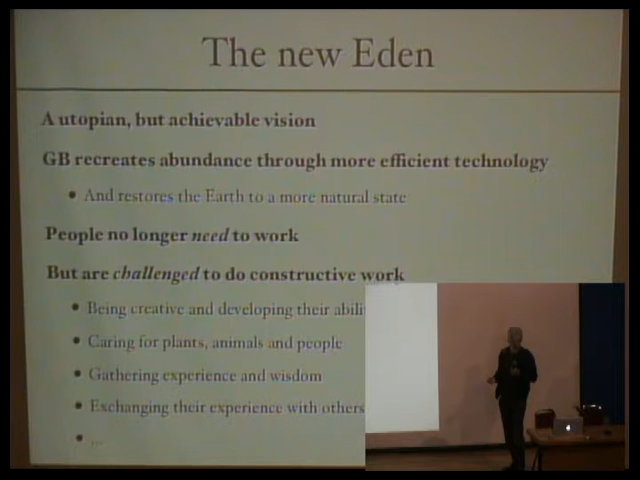 The new Eden
A utopian, but achievable vision
GB recreates abundance through more efficient technology
• And restores the Earth to a more natural state
People no longer need to work
But are challenged to do constructive work
• Being creative and developing their abili
• Caring for plants, animals and people
• Gathering experience and wisdom
• Exchanging their experience with others
• ...